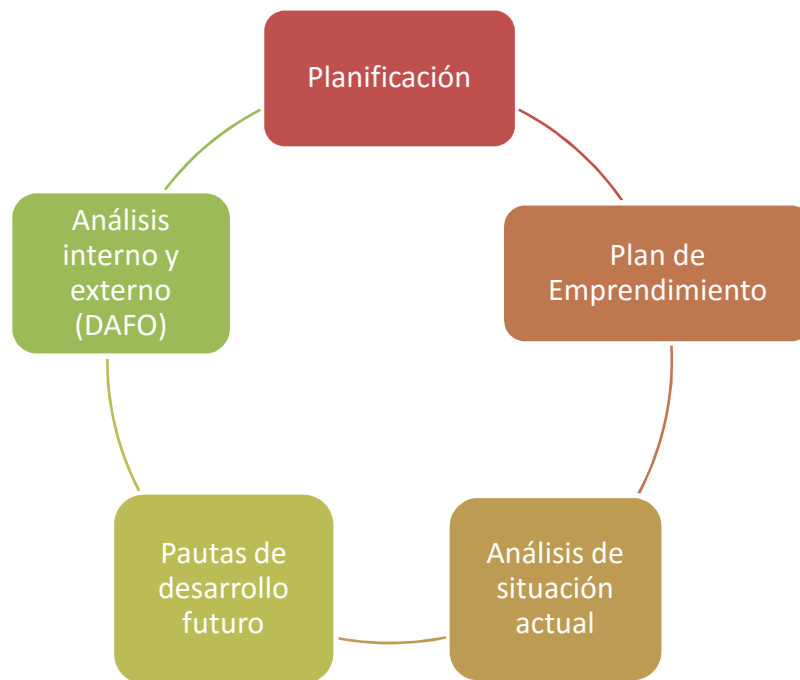 Planificación
Plan de
Emprendimiento
Análisis de
situación
actual
Pautas de
desarrollo
futuro
Análisis
interno y
externo
(DAFO)